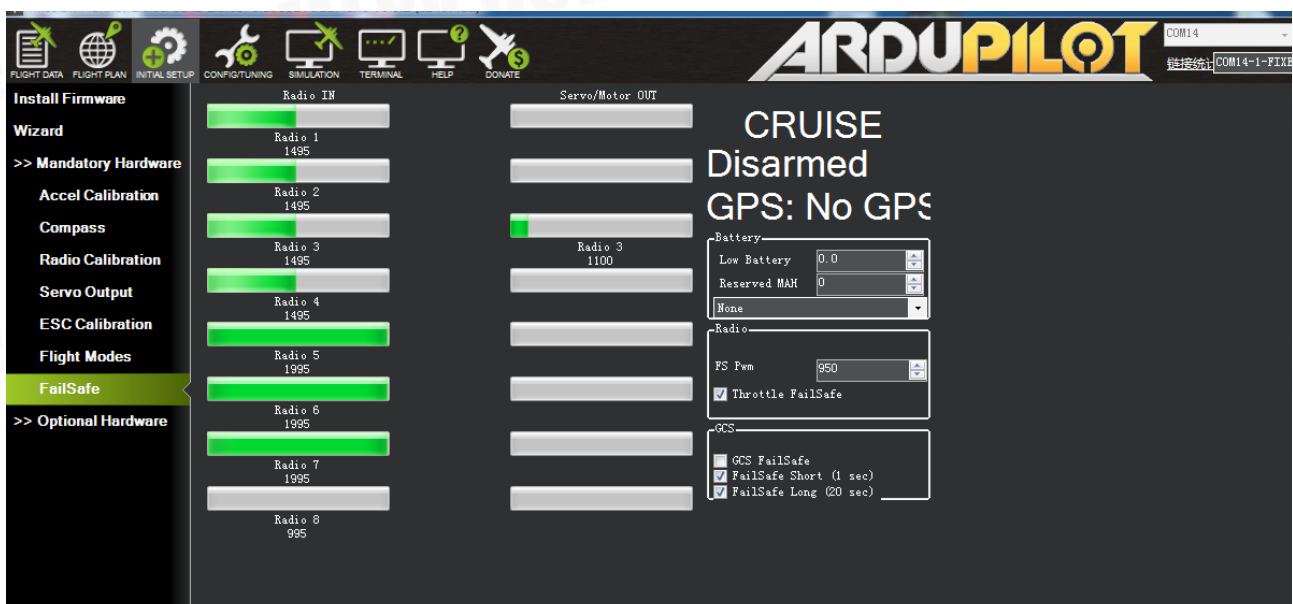 FLIGHT DATA
FLIGHT PLAN
INITIAL SETUP
CONFIG/TUNING
SIMULATION
TERMINAL
HELP
DONATE
ARDUPILOT
COM14
COM14-1-FIXE
Install Firmware
Wizard
>> Mandatory Hardware
Accel Calibration
Compass
Radio Calibration
Servo Output
ESC Calibration
Flight Modes
FailSafe
>> Optional Hardware
Radio IN
Radio 1
1495
Radio 2
1495
Radio 3
1495
Radio 4
1495
Radio 5
1995
Radio 6
1995
Radio 7
1995
Radio 8
995
Servo/Motor OUT
Radio 3
1100
CRUISE
Disarmed
GPS: No GPS
Battery
Low Battery 0.0
Reserved MAH 0
None
Radio
FS Pwm 950
Throttle FailSafe
GCS
GCS FailSafe
FailSafe Short (1 sec)
FailSafe Long (20 sec)